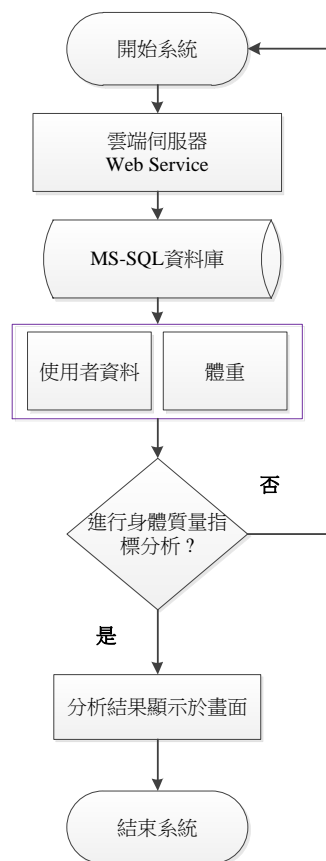 開始系統
雲端伺服器
Web Service
MS-SQL資料庫
使用者資料
體重
進行身體質量指
標分析？
否
是
分析結果顯示於畫面
結束系統